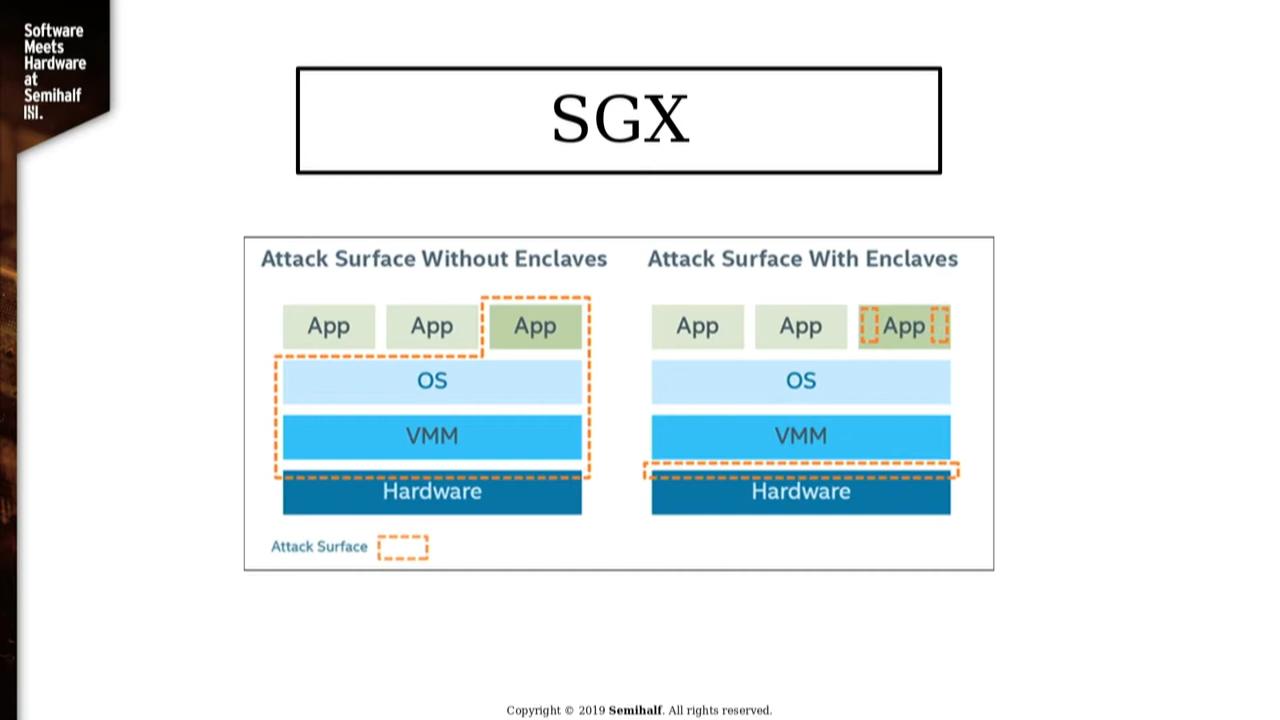 Software
Meets
Hardware
at
Semihalf
SGX
Attack Surface Without Enclaves
App App App
OS
VMM
Hardware
Attack Surface
Attack Surface With Enclaves
App App App
OS
VMM
Hardware
Copyright © 2019 Semihalf. All rights reserved.